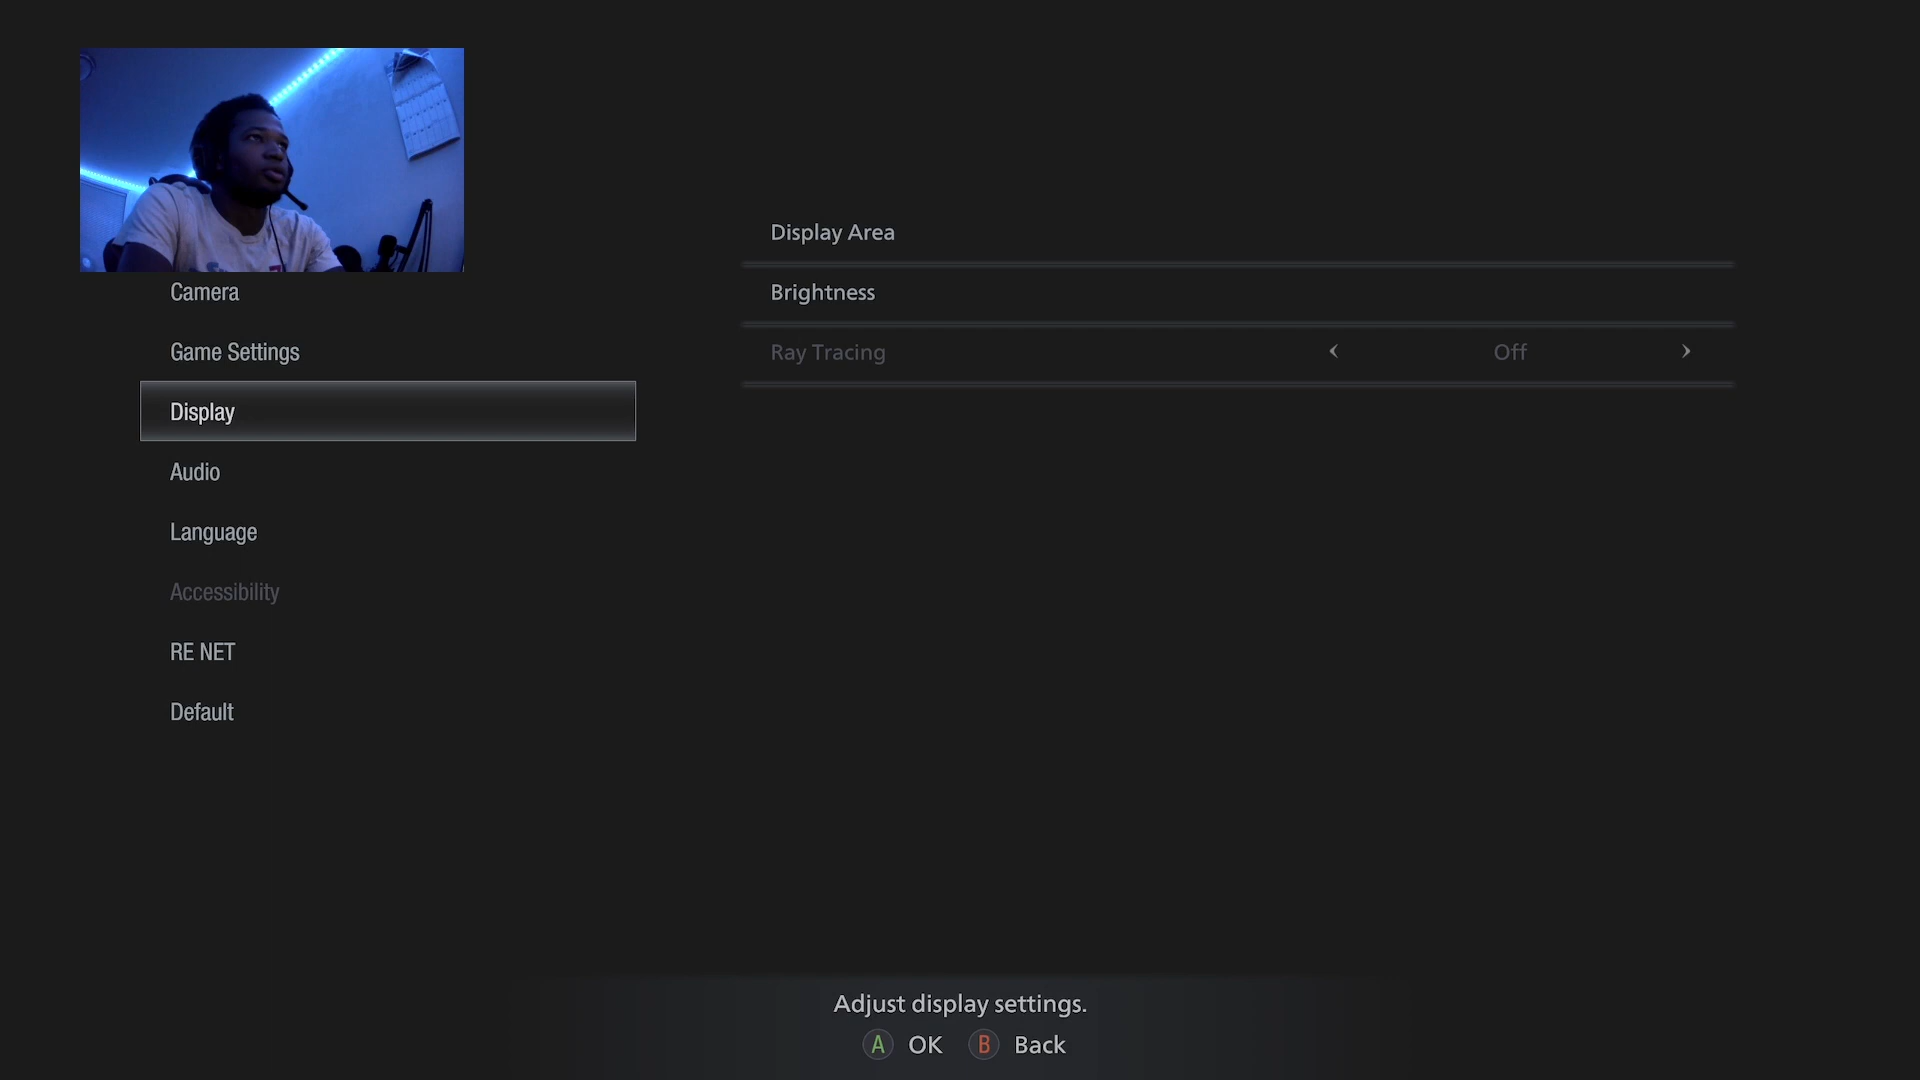 Camera
Game Settings
Display
Audio
Language
Accessibility
RE NET
Default
Display Area
Brightness
Ray Tracing Off
Adjust display settings.
A OK B Back